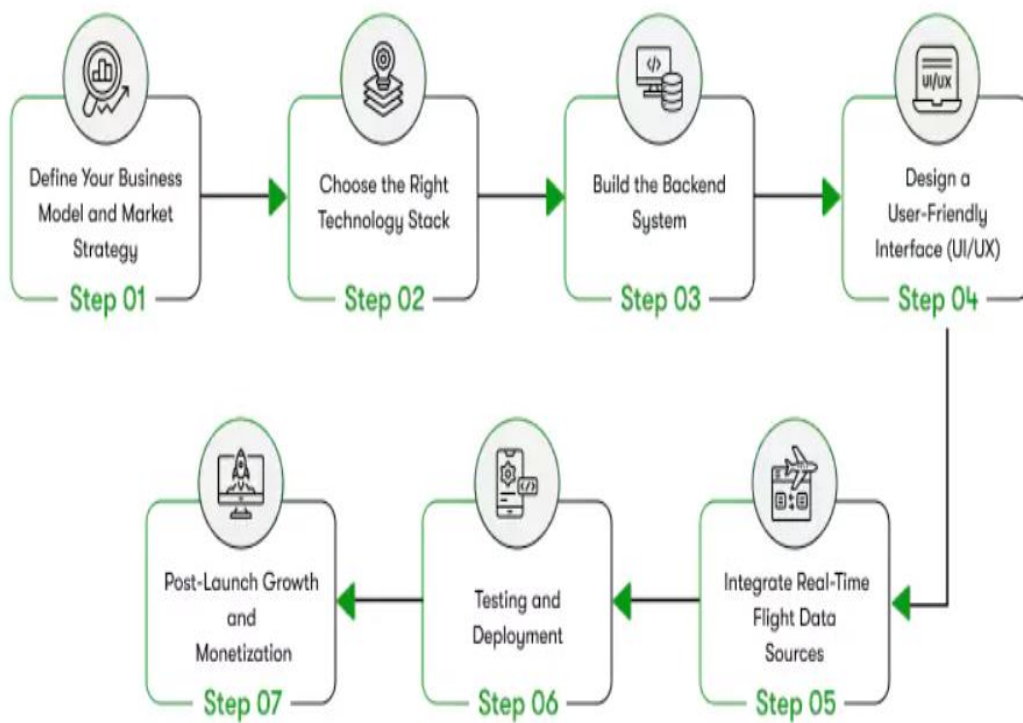 Define Your Business
Model and Market
Strategy
Step 01
Choose the Right
Technology Stack
Step 02
</>
Build the Backend
System
Step 03
UI/UX
Design a
User-Friendly
Interface (UI/UX)
Step 04
Integrate Real-Time
Flight Data
Sources
Step 05
</>
Testing and
Deployment
Step 06
Post-Launch Growth
and
Monetization
Step 07